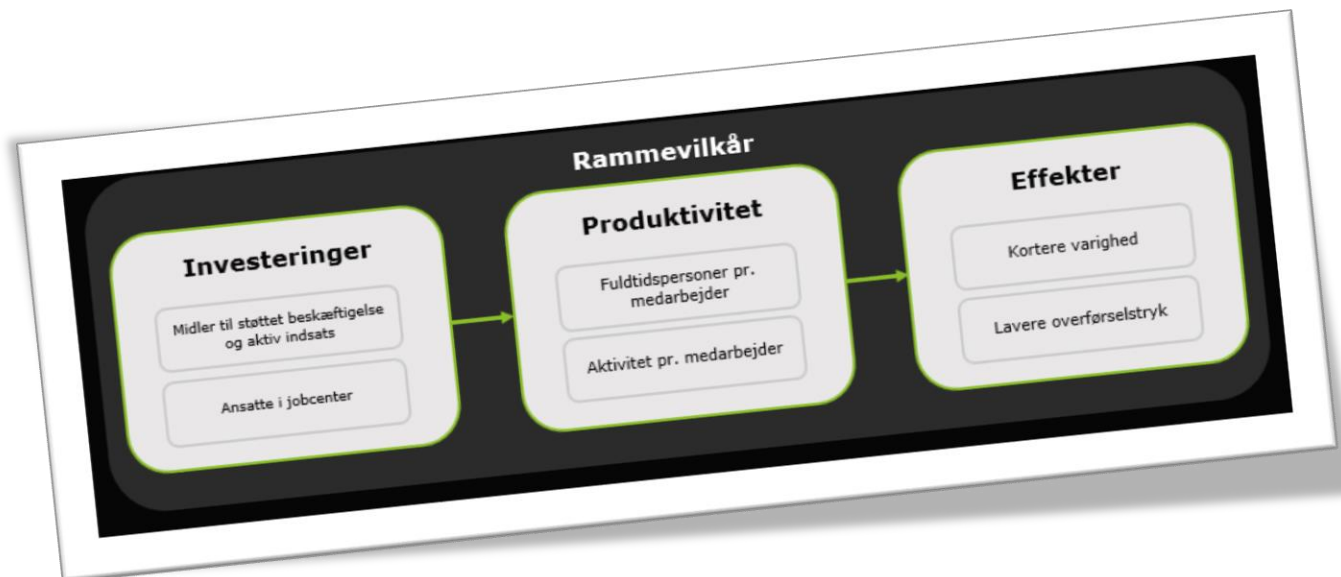 Rammevilkår
Investeringer
Midler til støttet beskæftigelse
og aktiv indsats
Ansatte i jobcenter
Produktivitet
Fuldtidspersoner pr.
medarbejder
Aktivitet pr. medarbejder
Effekter
Kortere varighed
Lavere overførselstryk